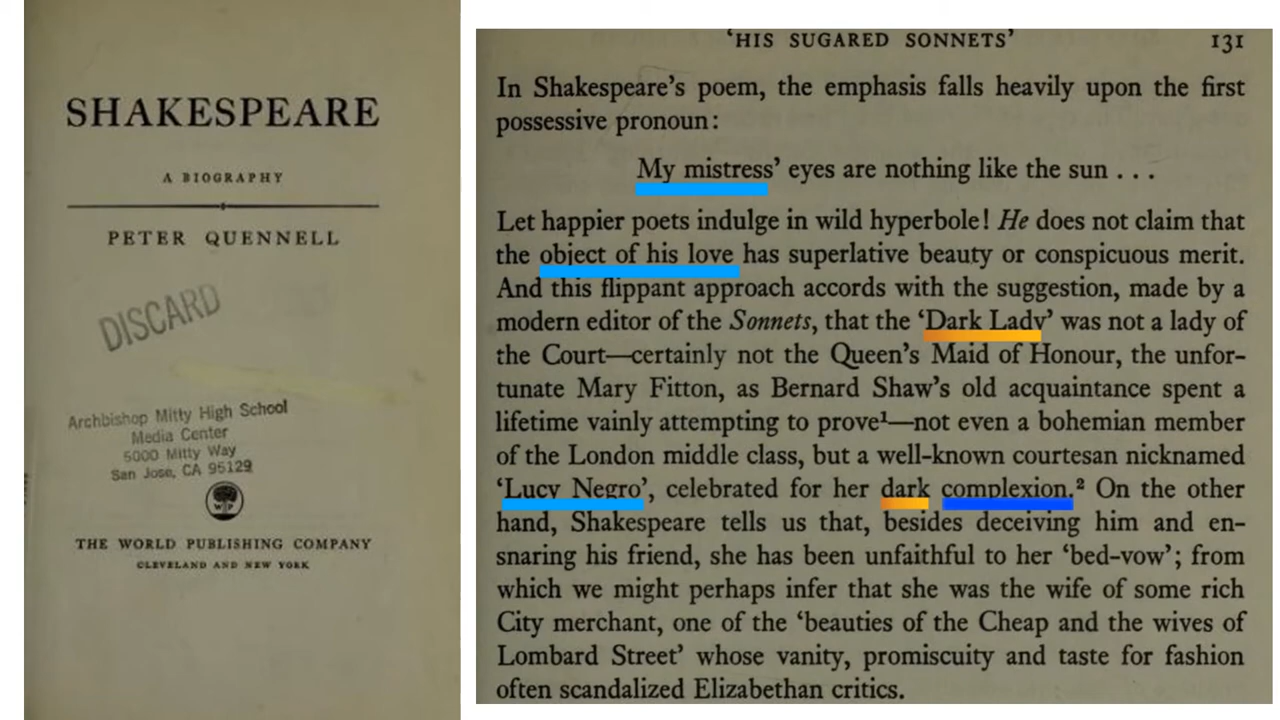 SHAKESPEARE
A BIOGRAPHY
PETER QUENNELL
DISCARD
Archbishop Mitty High School
Media Center
5000 Mitty Way
San Jose, CA 95129
WP
THE WORLD PUBLISHING COMPANY
CLEVELAND AND NEW YORK
'HIS SUGARED SONNETS' 131
In Shakespeare's poem, the emphasis falls heavily upon the first
possessive pronoun:
My mistress' eyes are nothing like the sun . . .
Let happier poets indulge in wild hyperbole! He does not claim that
the object of his love has superlative beauty or conspicuous merit.
And this flippant approach accords with the suggestion, made by a
modern editor of the Sonnets, that the 'Dark Lady' was not a lady of
the Court—certainly not the Queen's Maid of Honour, the unfor-
tunate Mary Fitton, as Bernard Shaw's old acquaintance spent a
lifetime vainly attempting to prove¹—not even a bohemian member
of the London middle class, but a well-known courtesan nicknamed
'Lucy Negro', celebrated for her dark complexion.² On the other
hand, Shakespeare tells us that, besides deceiving him and en-
snaring his friend, she has been unfaithful to her 'bed-vow'; from
which we might perhaps infer that she was the wife of some rich
City merchant, one of the 'beauties of the Cheap and the wives of
Lombard Street' whose vanity, promiscuity and taste for fashion
often scandalized Elizabethan critics.